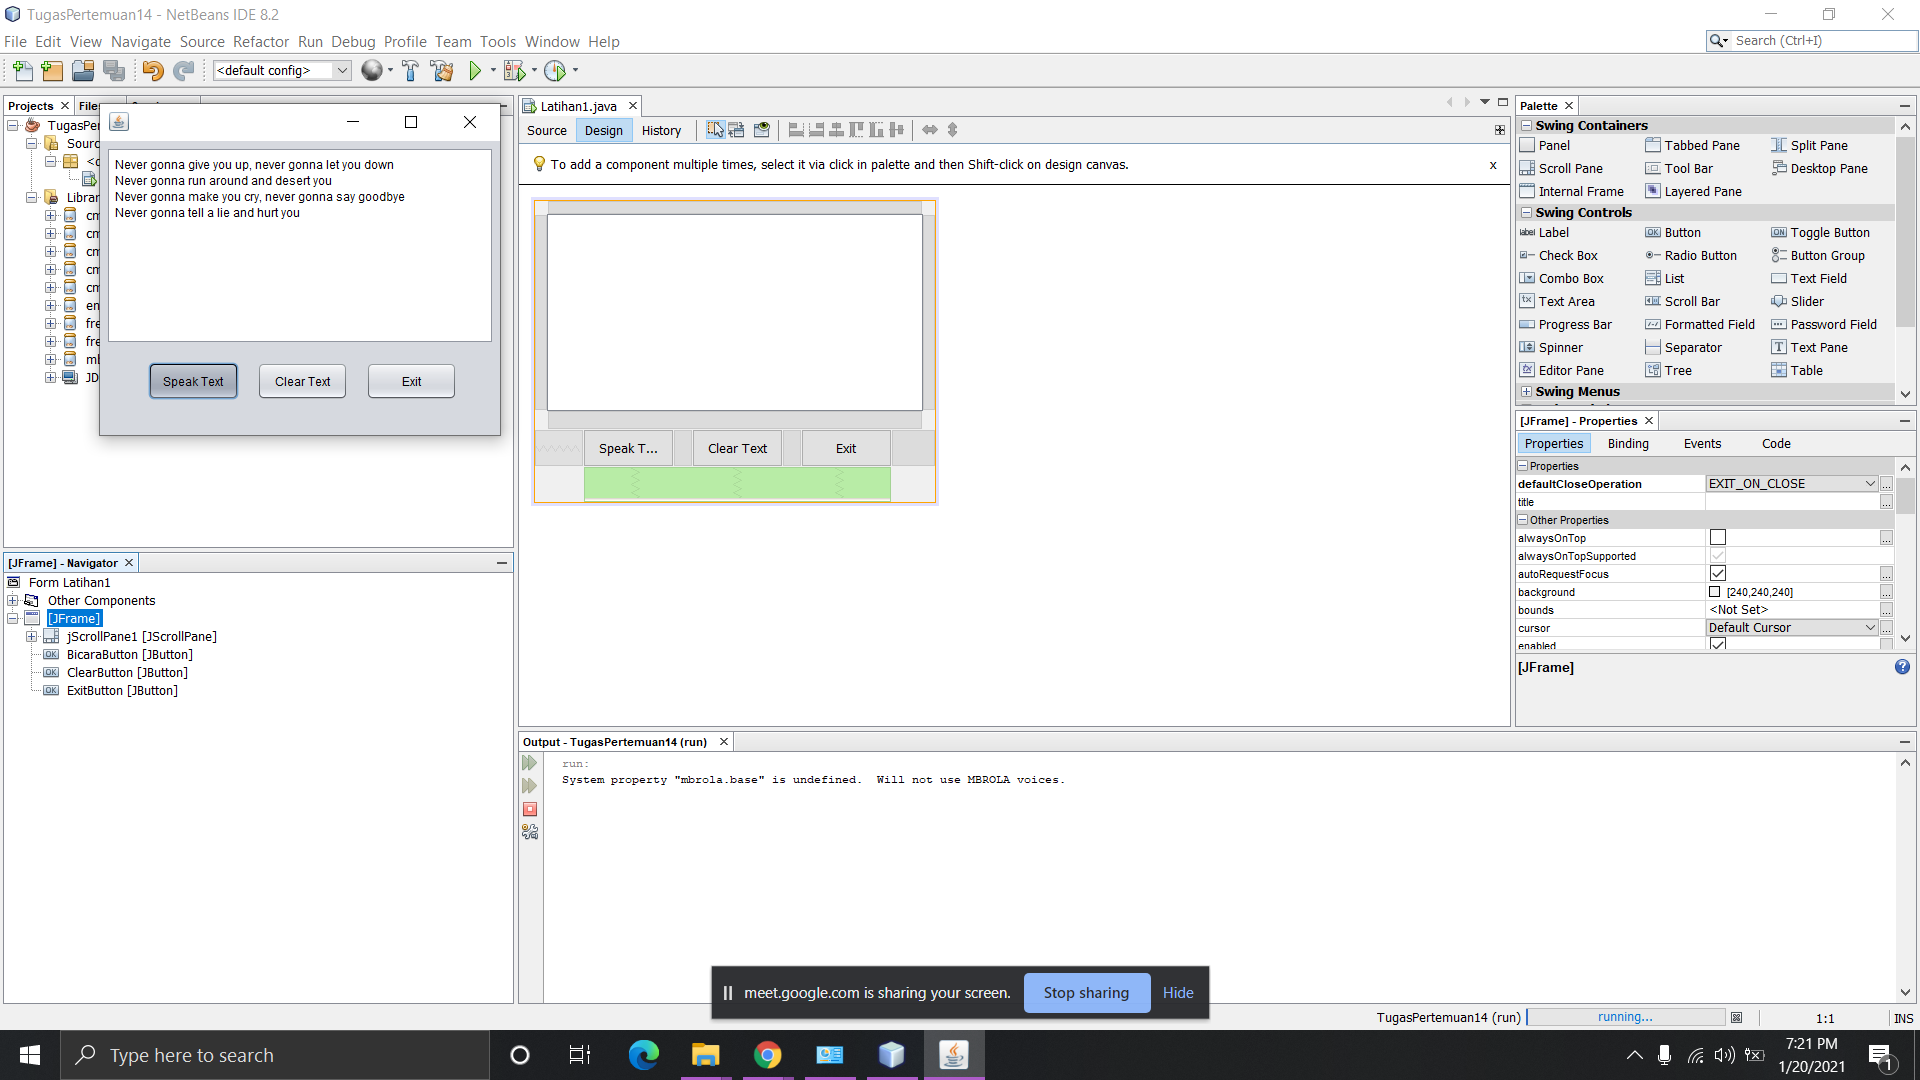 TugasPertemuan14 - NetBeans IDE 8.2
File Edit View Navigate Source Refactor Run Debug Profile Team Tools Window Help
Search (Ctrl+I)
<default config>
Projects
Latihan1.java
Source Design History
To add a component multiple times, select it via click in palette and then Shift-click on design canvas.
x
Never gonna give you up, never gonna let you down
Never gonna run around and desert you
Never gonna make you cry, never gonna say goodbye
Never gonna tell a lie and hurt you
Speak Text Clear Text Exit
Speak T... Clear Text Exit
Palette
Swing Containers
Panel Tabbed Pane Split Pane
Scroll Pane Tool Bar Desktop Pane
Internal Frame Layered Pane
Swing Controls
Label Button Toggle Button
Check Box Radio Button Button Group
Combo Box List Text Field
Text Area Scroll Bar Slider
Progress Bar Formatted Field Password Field
Spinner Separator Text Pane
Editor Pane Tree Table
Swing Menus
[JFrame] - Properties
Properties Binding Events Code
Properties
defaultCloseOperation EXIT_ON_CLOSE
title
Other Properties
alwaysOnTop
alwaysOnTopSupported
autoRequestFocus
background [240,240,240]
bounds <Not Set>
cursor Default Cursor
enabled
[JFrame]
[JFrame] - Navigator
Form Latihan1
Other Components
[JFrame]
jScrollPane1 [JScrollPane]
BicaraButton [JButton]
ClearButton [JButton]
ExitButton [JButton]
Output - TugasPertemuan14 (run)
run:
System property "mbrola.base" is undefined.  Will not use MBROLA voices.
meet.google.com is sharing your screen. Stop sharing Hide
TugasPertemuan14 (run) running... 1:1 INS
Type here to search
7:21 PM
1/20/2021
1